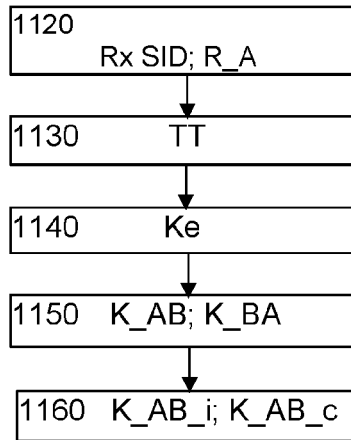 1120
Rx SID; R_A
1130 TT
1140 Ke
1150 K_AB; K_BA
1160 K_AB_i; K_AB_c